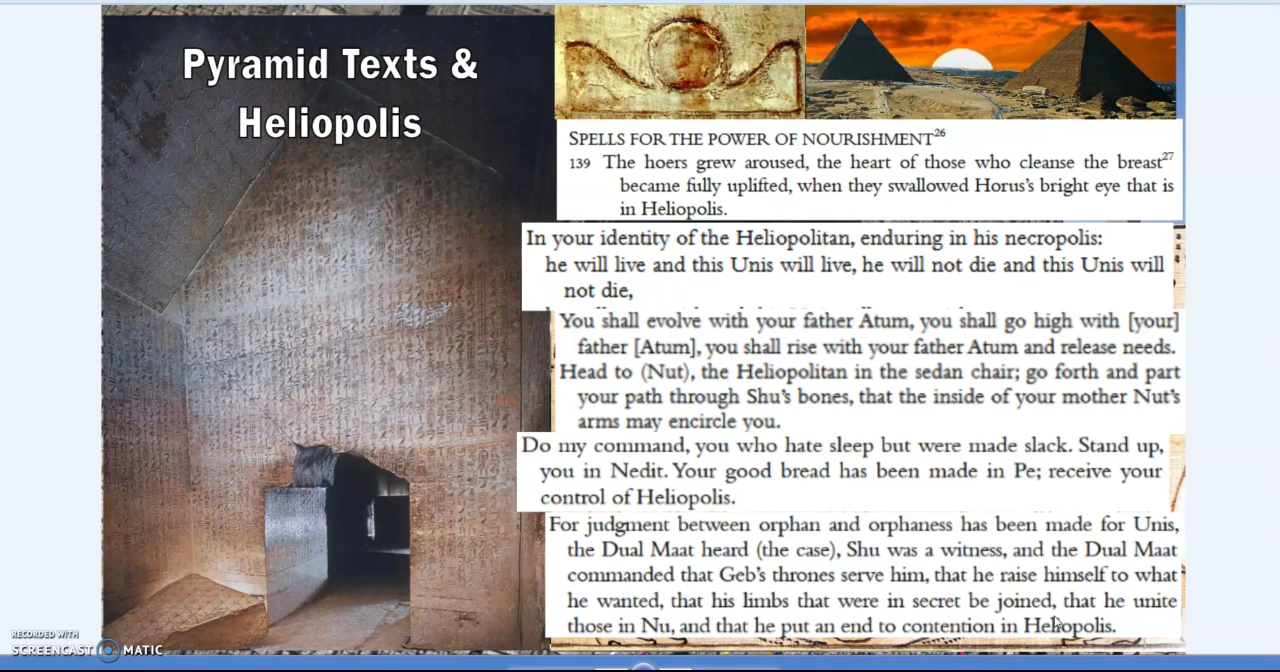 Pyramid Texts &
Heliopolis
SPELLS FOR THE POWER OF NOURISHMENT26
139 The hoers grew aroused, the heart of those who cleanse the breast27
became fully uplifted, when they swallowed Horus's bright eye that is
in Heliopolis.
In your identity of the Heliopolitan, enduring in his necropolis:
he will live and this Unis will live, he will not die and this Unis will
not die,
You shall evolve with your father Atum, you shall go high with [your]
father [Atum], you shall rise with your father Atum and release needs.
Head to (Nut), the Heliopolitan in the sedan chair; go forth and part
your path through Shu's bones, that the inside of your mother Nut's
arms may encircle you.
Do my command, you who hate sleep but were made slack. Stand up,
you in Nedit. Your good bread has been made in Pe; receive your
control of Heliopolis.
For judgment between orphan and orphaness has been made for Unis,
the Dual Maat heard (the case), Shu was a witness, and the Dual Maat
commanded that Geb's thrones serve him, that he raise himself to what
he wanted, that his limbs that were in secret be joined, that he unite
those in Nu, and that he put an end to contention in Heliopolis.
RECORDED WITH
SCREENCAST MATIC